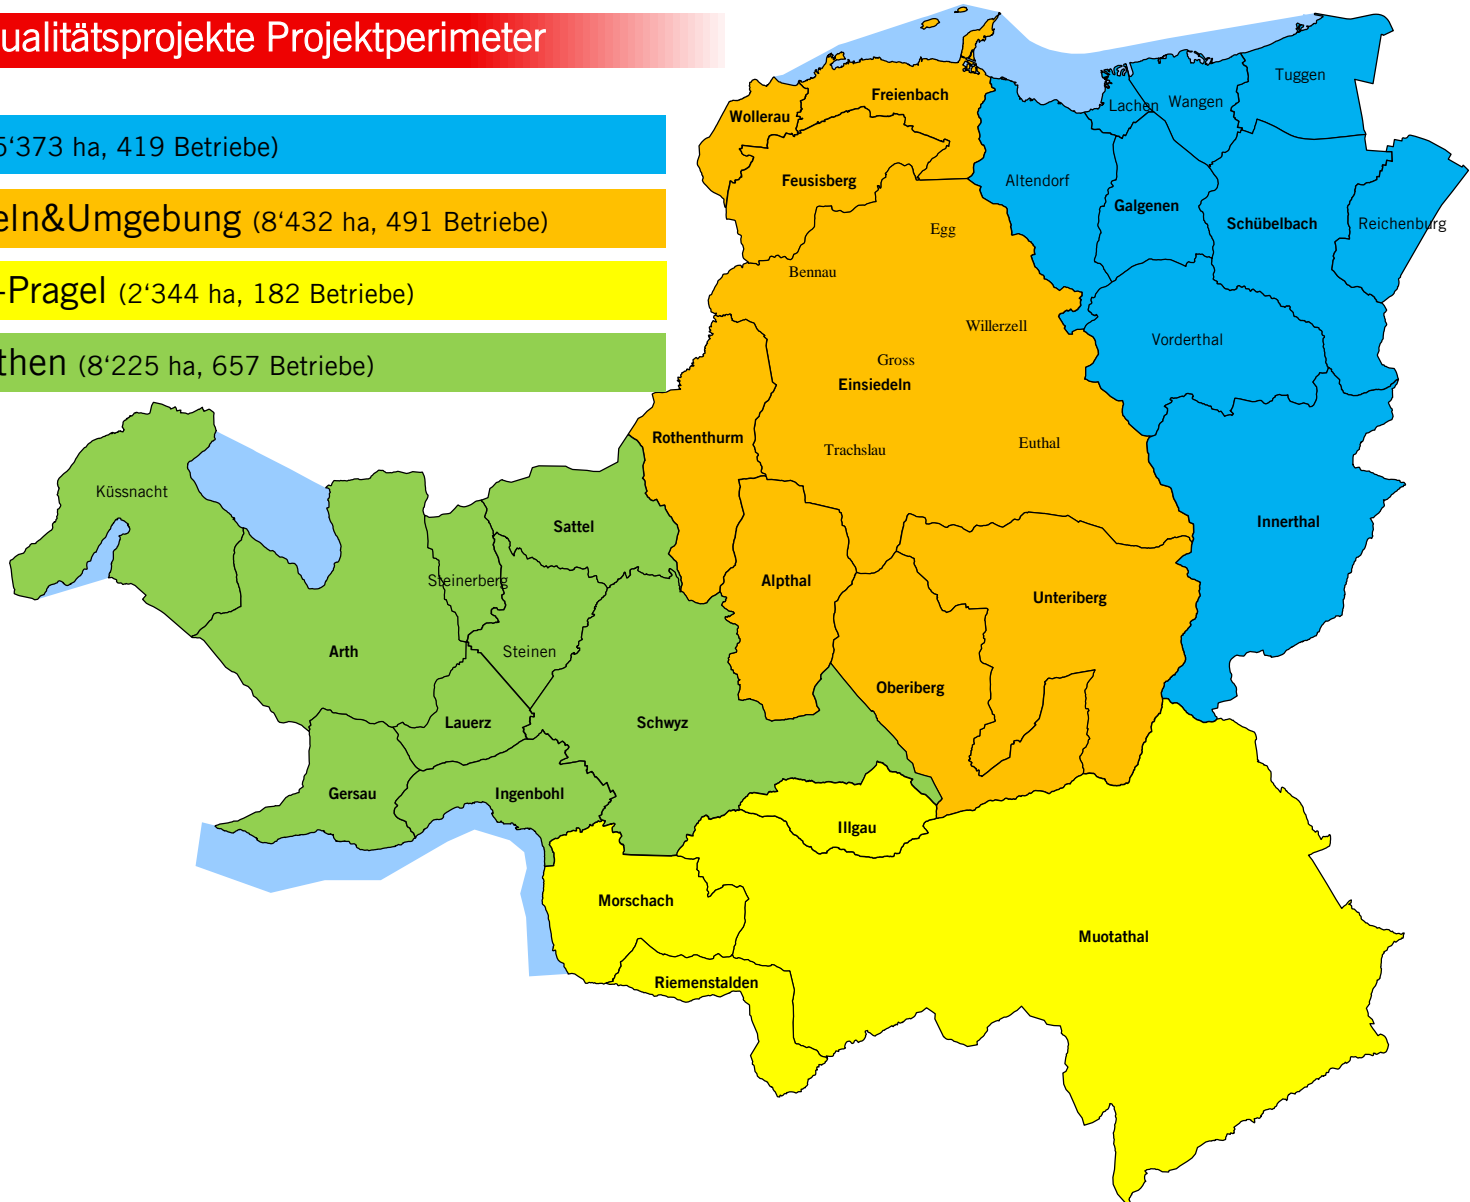 ualitätsprojekte Projektperimeter
5‘373 ha, 419 Betriebe)
eln&Umgebung (8‘432 ha, 491 Betriebe)
-Pragel (2‘344 ha, 182 Betriebe)
then (8‘225 ha, 657 Betriebe)
Tuggen
Freienbach
Lachen
Wangen
Wollerau
Feusisberg
Altendorf
Galgenen
Schübelbach
Reichenburg
Egg
Bennau
Willerzell
Vorderthal
Gross
Einsiedeln
Rothenthurm
Trachslau
Euthal
Küssnacht
Sattel
Innerthal
Steinerberg
Alpthal
Unteriberg
Arth
Steinen
Oberiberg
Lauerz
Schwyz
Gersau
Ingenbohl
Illgau
Morschach
Muotathal
Riemenstalden